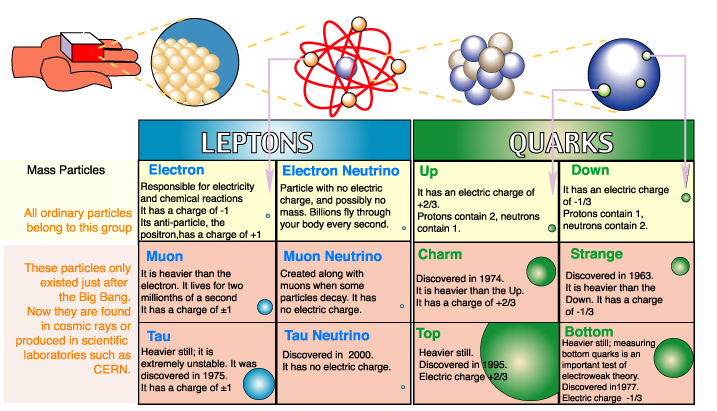 LEPTONS
QUARKS
Mass Particles
All ordinary particles
belong to this group
Electron
Responsible for electricity
and chemical reactions
It has a charge of -1
Its anti-particle, the
positron,has a charge of +1
Electron Neutrino
Particle with no electric
charge, and possibly no
mass. Billions fly through
your body every second.
Up
It has an electric charge of
+2/3.
Protons contain 2, neutrons
contain 1.
Down
It has an electric charge
of -1/3
Protons contain 1,
neutrons contain 2.
These particles only
existed just after
the Big Bang.
Now they are found
in cosmic rays or
produced in scientific
laboratories such as
CERN.
Muon
It is heavier than the
electron. It lives for two
millionths of a second
It has a charge of ±1
Muon Neutrino
Created along with
muons when some
particles decay. It has
no electric charge.
Charm
Discovered in 1974.
It is heavier than the Up.
It has a charge of +2/3
Strange
Discovered in 1963.
It is heavier than the
Down. It has a charge
of -1/3
Tau
Heavier still; it is
extremely unstable. It was
discovered in 1975.
It has a charge of ±1
Tau Neutrino
Discovered in 2000.
It has no electric charge.
Top
Heavier still.
Discovered in 1995.
Electric charge +2/3
Bottom
Heavier still; measuring
bottom quarks is an
important test of
electroweak theory.
Discovered in1977.
Electric charge -1/3